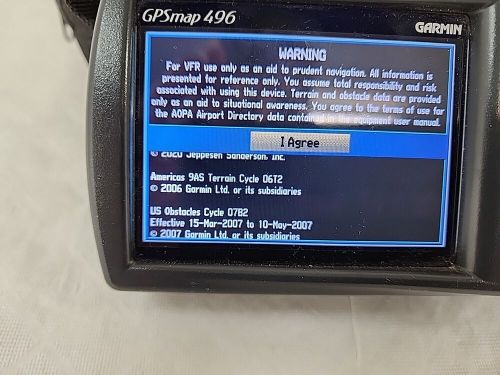 GPSmap 496 GARMIN
WARNING
For VFR use only as an aid to prudent navigation. All information is
presented for reference only. You assume total responsibility and risk
associated with using this device. Terrain and obstacle data are provided
only as an aid to situational awareness. You agree to the terms of use for
the AOPA Airport Directory data contained in the equipment user manual.
I Agree
© 2020 Jeppesen Sanderson, Inc.
Americas 9AS Terrain Cycle 06T2
© 2006 Garmin Ltd. or its subsidiaries
US Obstacles Cycle 07B2
Effective 15-Mar-2007 to 10-May-2007
© 2007 Garmin Ltd. or its subsidiaries